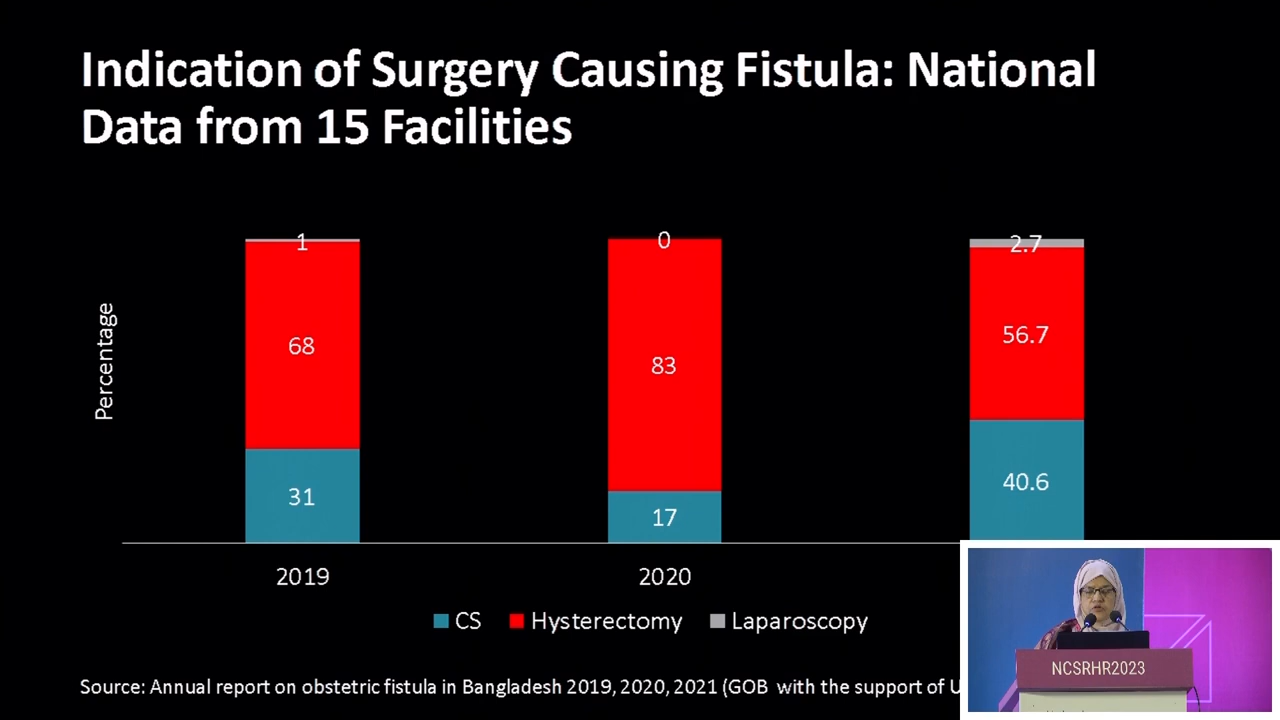 Indication of Surgery Causing Fistula: National
Data from 15 Facilities
Percentage
1
0
2.7
68
83
56.7
31
17
40.6
2019
2020
CS
Hysterectomy
Laparoscopy
Source: Annual report on obstetric fistula in Bangladesh 2019, 2020, 2021 (GOB with the support of U
NCSRHR2023